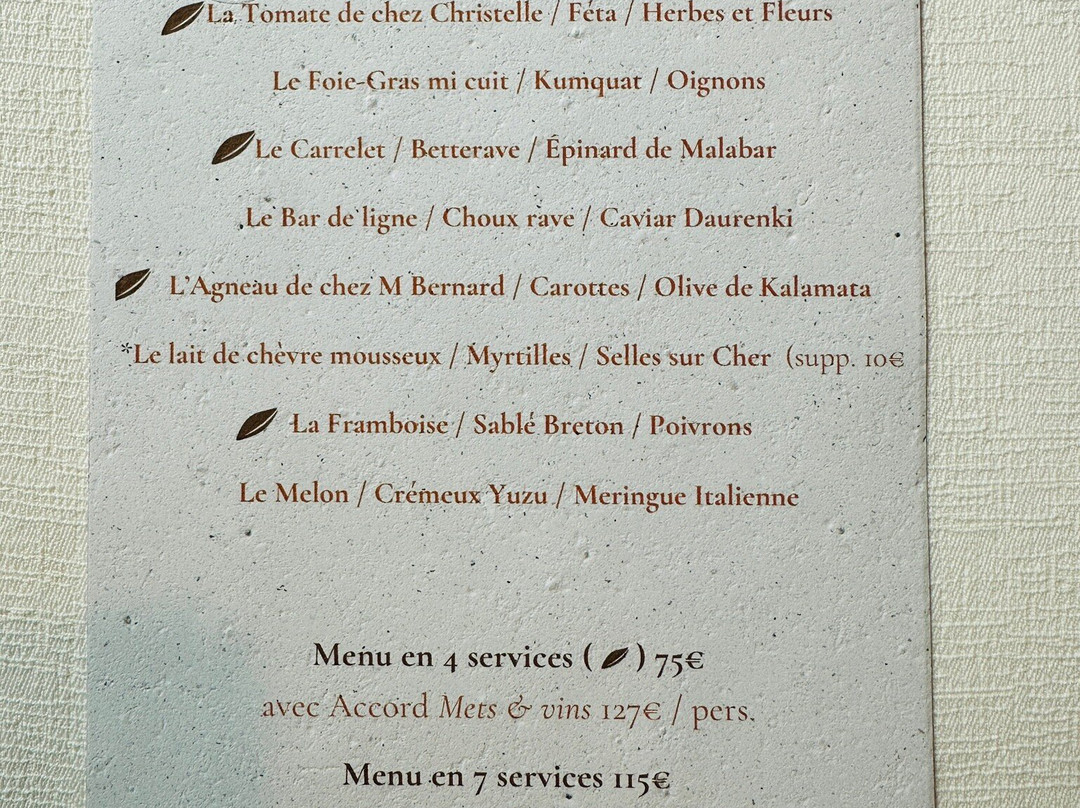 La Tomate de chez Christelle / Féta / Herbes et Fleurs
Le Foie-Gras mi cuit / Kumquat / Oignons
Le Carrelet / Betterave / Épinard de Malabar
Le Bar de ligne / Choux rave / Caviar Daurenki
L'Agneau de chez M Bernard / Carottes / Olive de Kalamata
*Le lait de chèvre mousseux / Myrtilles / Selles sur Cher (supp. 10€
La Framboise / Sablé Breton / Poivrons
Le Melon / Crémeux Yuzu / Meringue Italienne
Menu en 4 services ( ) 75€
avec Accord Mets & vins 127€ / pers.
Menu en 7 services 115€